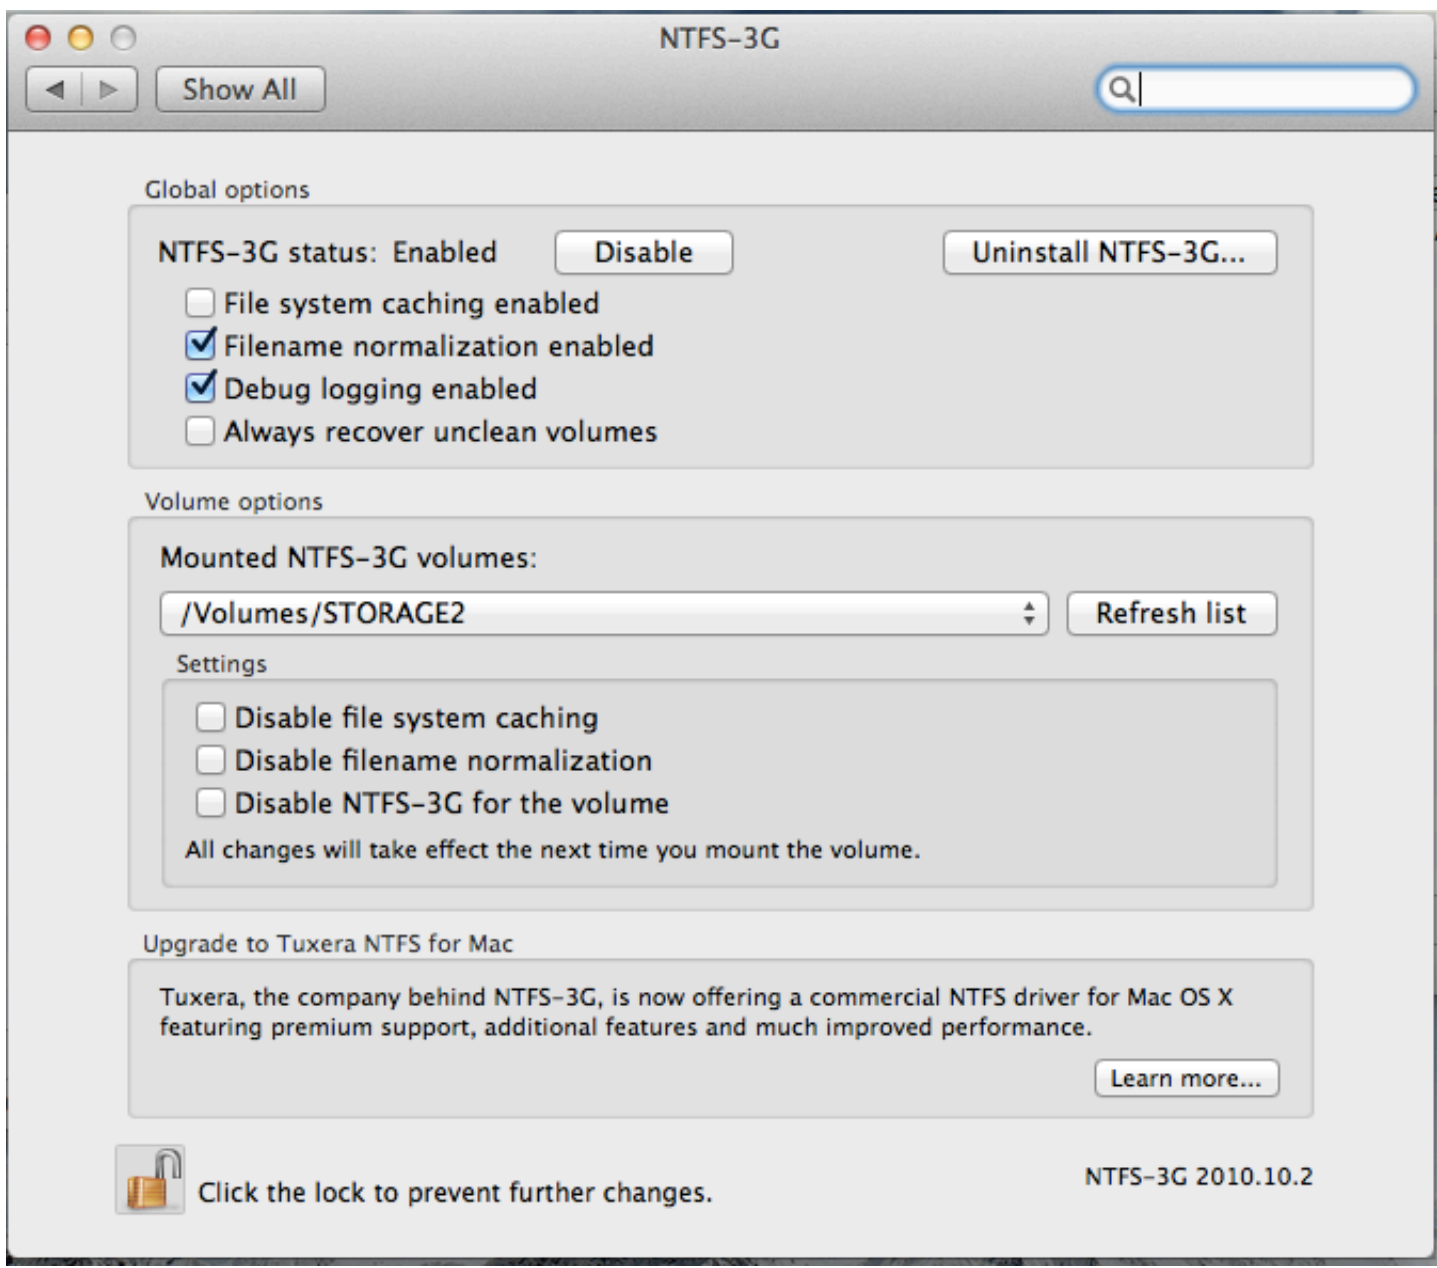 NTFS-3G
Show All
Global options
NTFS-3G status: Enabled Disable Uninstall NTFS-3G...
File system caching enabled
Filename normalization enabled
Debug logging enabled
Always recover unclean volumes
Volume options
Mounted NTFS-3G volumes:
/Volumes/STORAGE2 Refresh list
Settings
Disable file system caching
Disable filename normalization
Disable NTFS-3G for the volume
All changes will take effect the next time you mount the volume.
Upgrade to Tuxera NTFS for Mac
Tuxera, the company behind NTFS-3G, is now offering a commercial NTFS driver for Mac OS X
featuring premium support, additional features and much improved performance.
Learn more...
Click the lock to prevent further changes.
NTFS-3G 2010.10.2